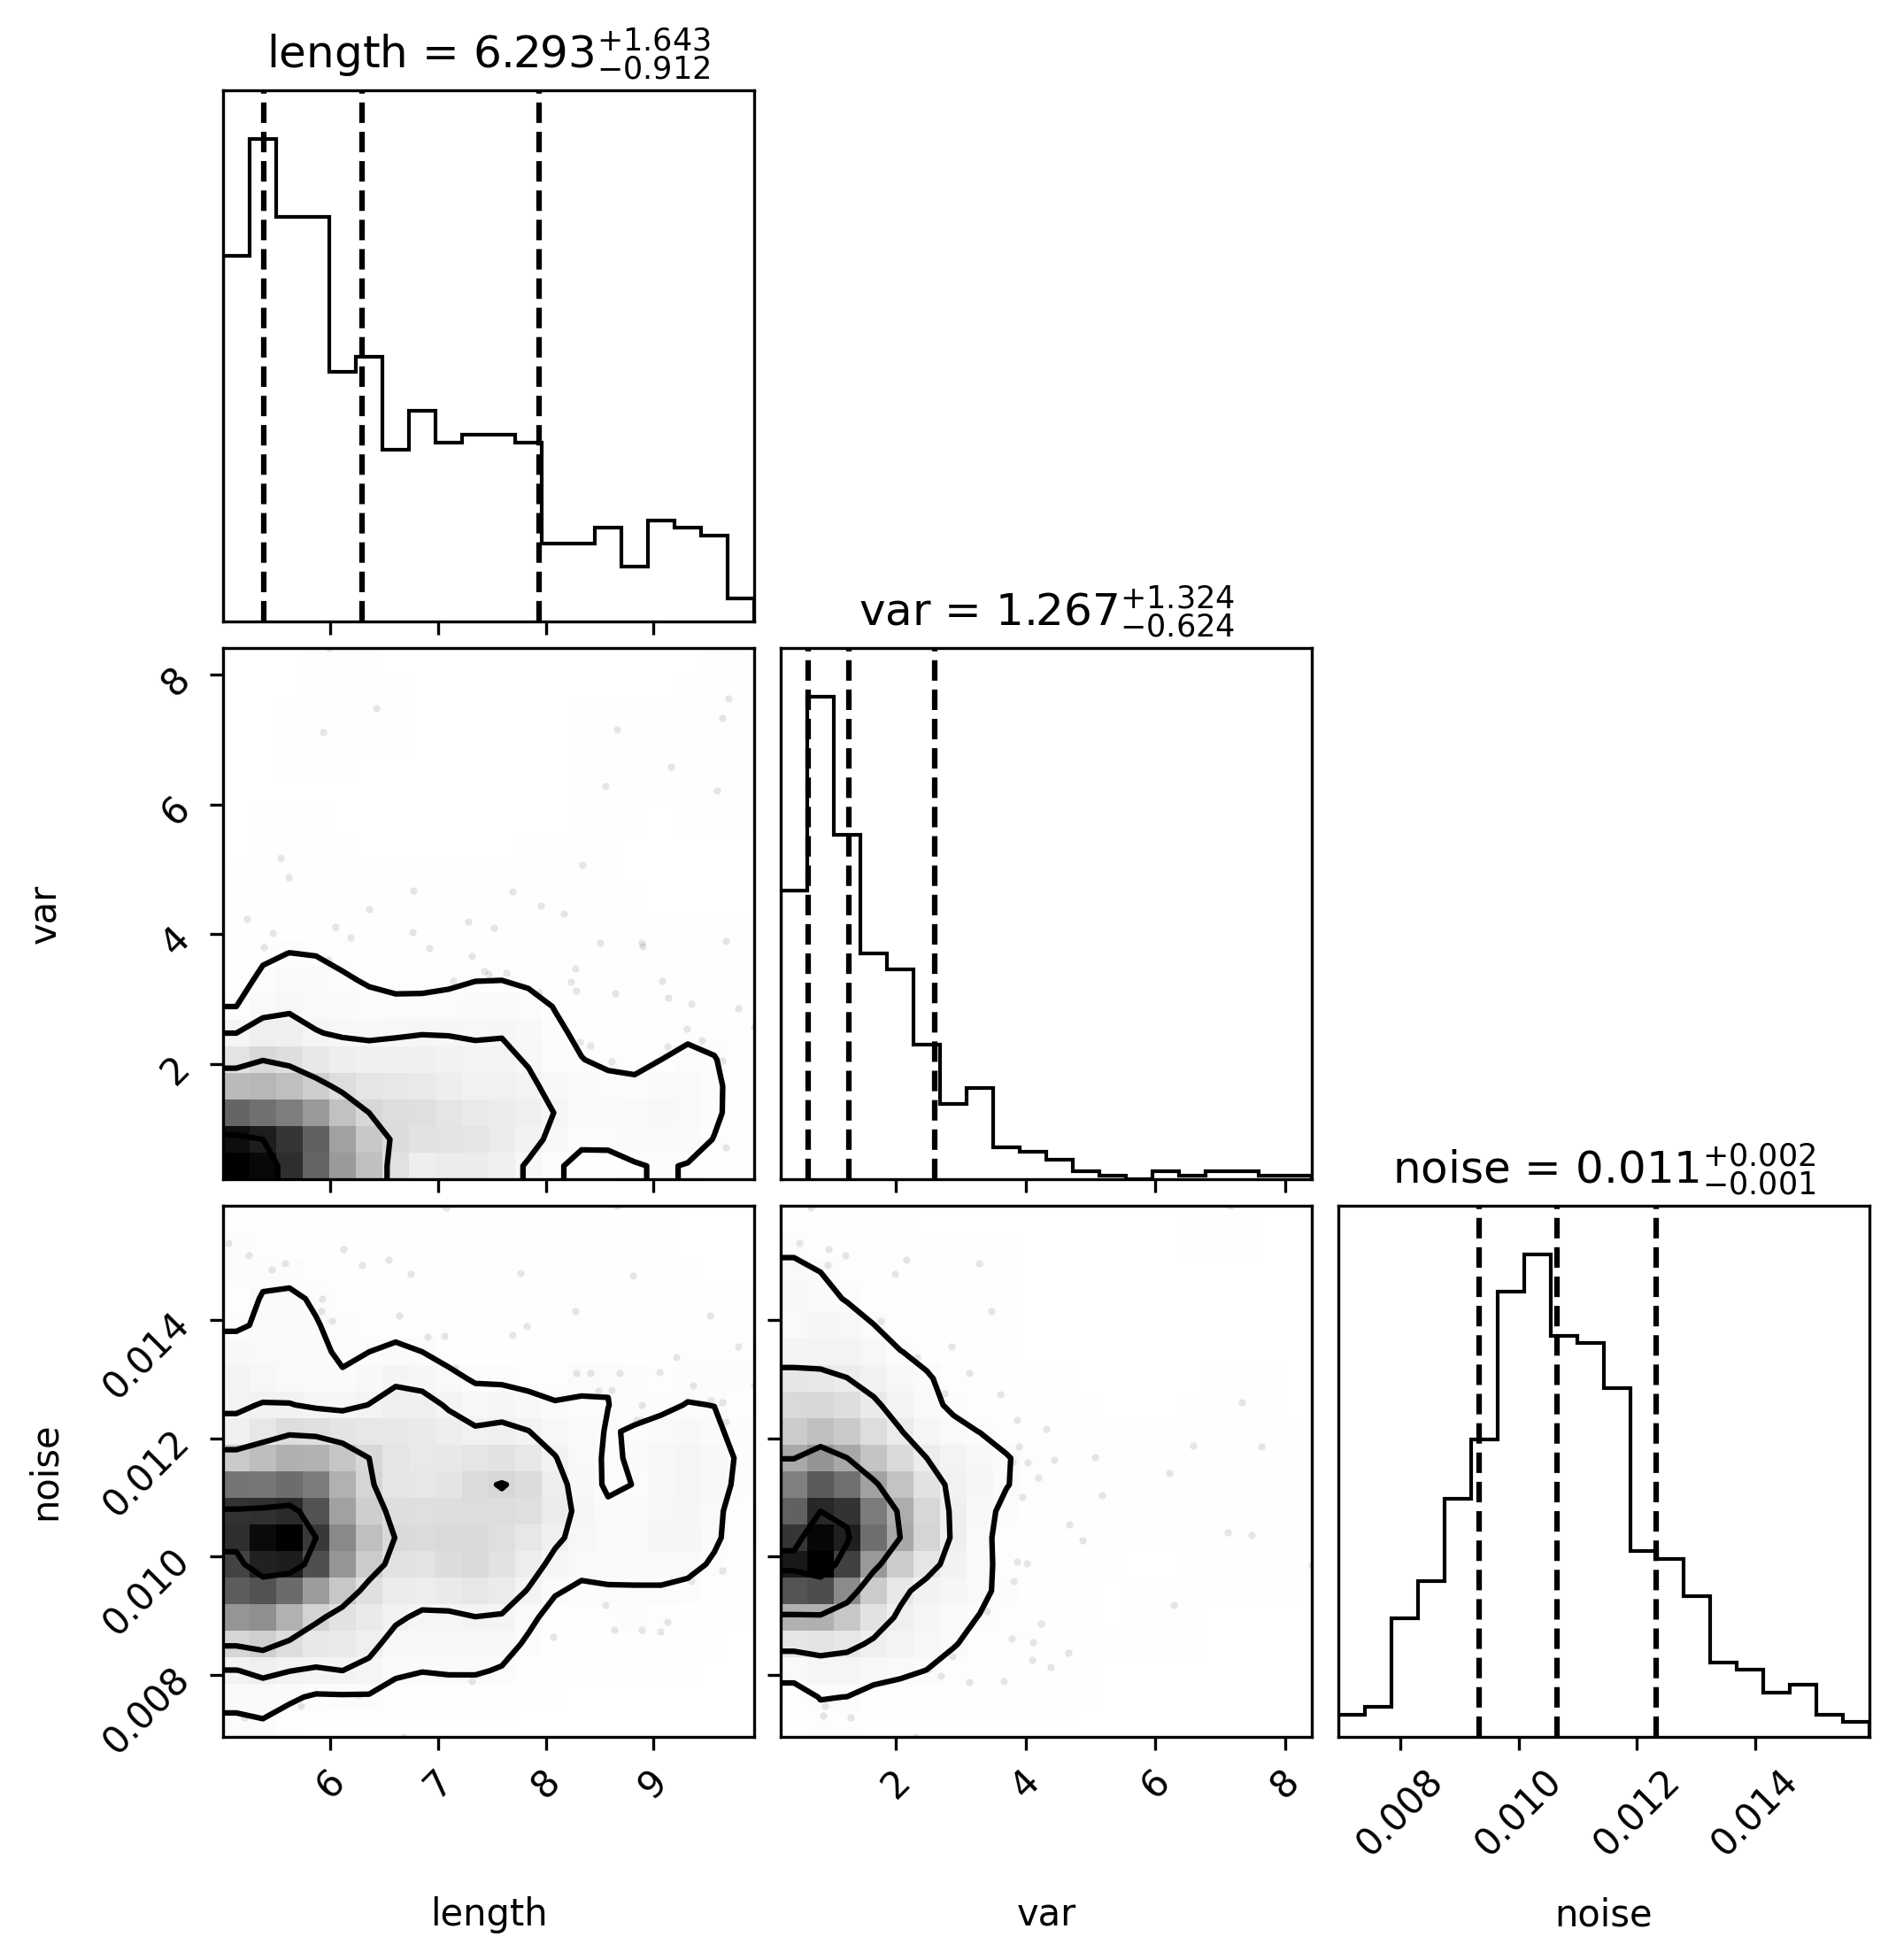 length = 6.293+1.643−0.912
var = 1.267+1.324−0.624
8
6
4
2
var
noise = 0.011+0.002−0.001
0.014
0.012
0.010
0.008
noise
6 7 8 9
2 4 6 8
0.008 0.010 0.012 0.014
length var noise